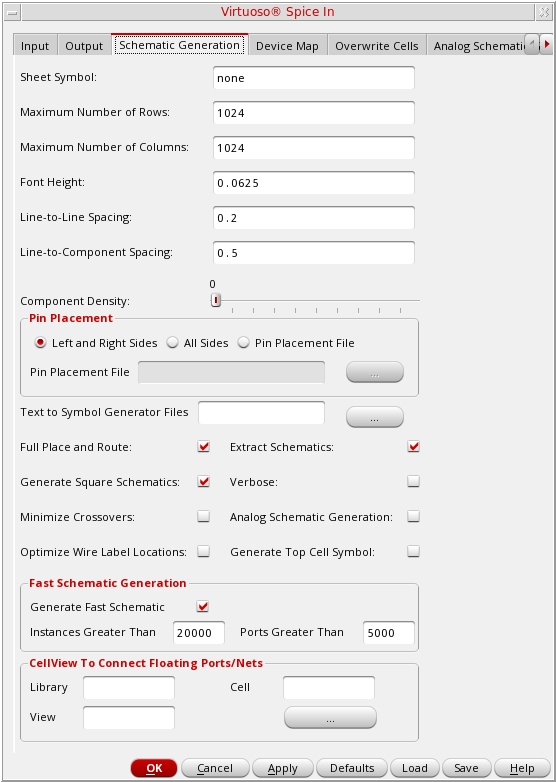 Virtuoso® Spice In
Input Output Schematic Generation Device Map Overwrite Cells Analog Schematic
Sheet Symbol: none
Maximum Number of Rows: 1024
Maximum Number of Columns: 1024
Font Height: 0.0625
Line-to-Line Spacing: 0.2
Line-to-Component Spacing: 0.5
0
Component Density:
Pin Placement
Left and Right Sides All Sides Pin Placement File
Pin Placement File ...
Text to Symbol Generator Files ...
Full Place and Route: Extract Schematics:
Generate Square Schematics: Verbose:
Minimize Crossovers: Analog Schematic Generation:
Optimize Wire Label Locations: Generate Top Cell Symbol:
Fast Schematic Generation
Generate Fast Schematic
Instances Greater Than 20000 Ports Greater Than 5000
CellView To Connect Floating Ports/Nets
Library Cell
View ...
OK Cancel Apply Defaults Load Save Help